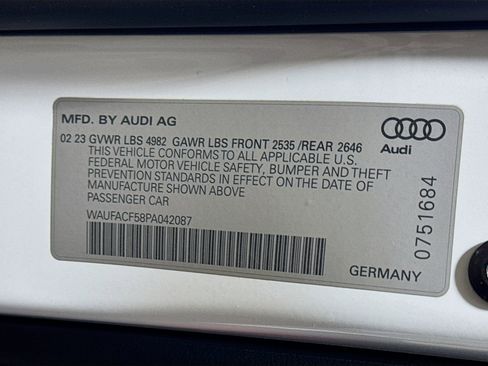 MFD. BY AUDI AG
02 23 GVWR LBS 4982 GAWR LBS FRONT 2535 /REAR 2646
THIS VEHICLE CONFORMS TO ALL APPLICABLE U.S.
FEDERAL MOTOR VEHICLE SAFETY, BUMPER AND THEFT
PREVENTION STANDARDS IN EFFECT ON THE DATE OF
MANUFACTURE SHOWN ABOVE
PASSENGER CAR
WAUFACF58PA042087
GERMANY
Audi
0751684